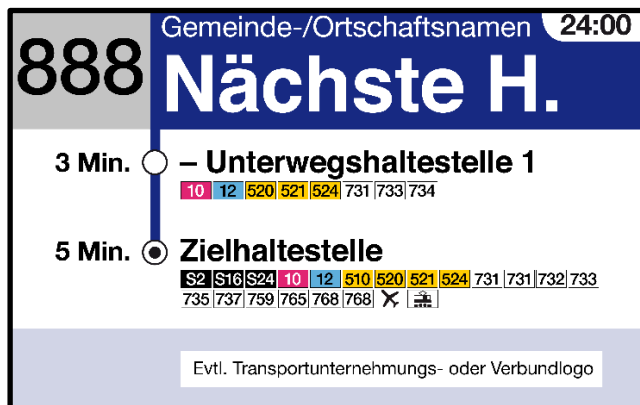 888
Gemeinde-/Ortschaftsnamen 24:00
Nächste H.
3 Min. – Unterwegshaltestelle 1
10 12 520 521 524 731 733 734
5 Min. Zielhaltestelle
S2 S16 S24 10 12 510 520 521 524 731 731 732 733
735 737 759 765 768 768
Evtl. Transportunternehmungs- oder Verbundlogo